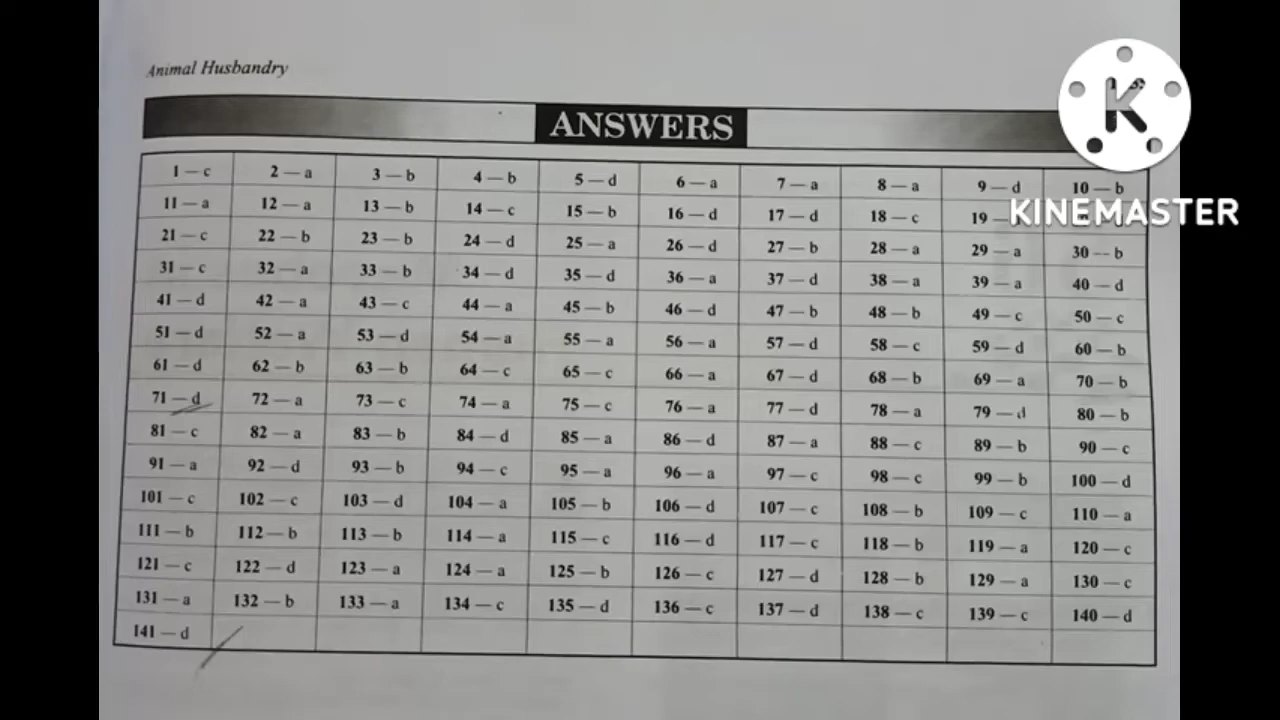 Animal Husbandry
ANSWERS
1 — c 2 — a 3 — b 4 — b 5 — d 6 — a 7 — a 8 — a 9 — d 10 — b
11 — a 12 — a 13 — b 14 — c 15 — b 16 — d 17 — d 18 — c 19 —
21 — c 22 — b 23 — b 24 — d 25 — a 26 — d 27 — b 28 — a 29 — a 30 — b
31 — c 32 — a 33 — b 34 — d 35 — d 36 — a 37 — d 38 — a 39 — a 40 — d
41 — d 42 — a 43 — c 44 — a 45 — b 46 — d 47 — b 48 — b 49 — c 50 — c
51 — d 52 — a 53 — d 54 — a 55 — a 56 — a 57 — d 58 — c 59 — d 60 — b
61 — d 62 — b 63 — b 64 — c 65 — c 66 — a 67 — d 68 — b 69 — a 70 — b
71 — d 72 — a 73 — c 74 — a 75 — c 76 — a 77 — d 78 — a 79 — d 80 — b
81 — c 82 — a 83 — b 84 — d 85 — a 86 — d 87 — a 88 — c 89 — b 90 — c
91 — a 92 — d 93 — b 94 — c 95 — a 96 — a 97 — c 98 — c 99 — b 100 — d
101 — c 102 — c 103 — d 104 — a 105 — b 106 — d 107 — c 108 — b 109 — c 110 — a
111 — b 112 — b 113 — b 114 — a 115 — c 116 — d 117 — c 118 — b 119 — a 120 — c
121 — c 122 — d 123 — a 124 — a 125 — b 126 — c 127 — d 128 — b 129 — a 130 — c
131 — a 132 — b 133 — a 134 — c 135 — d 136 — c 137 — d 138 — c 139 — c 140 — d
141 — d
K
KINEMASTER